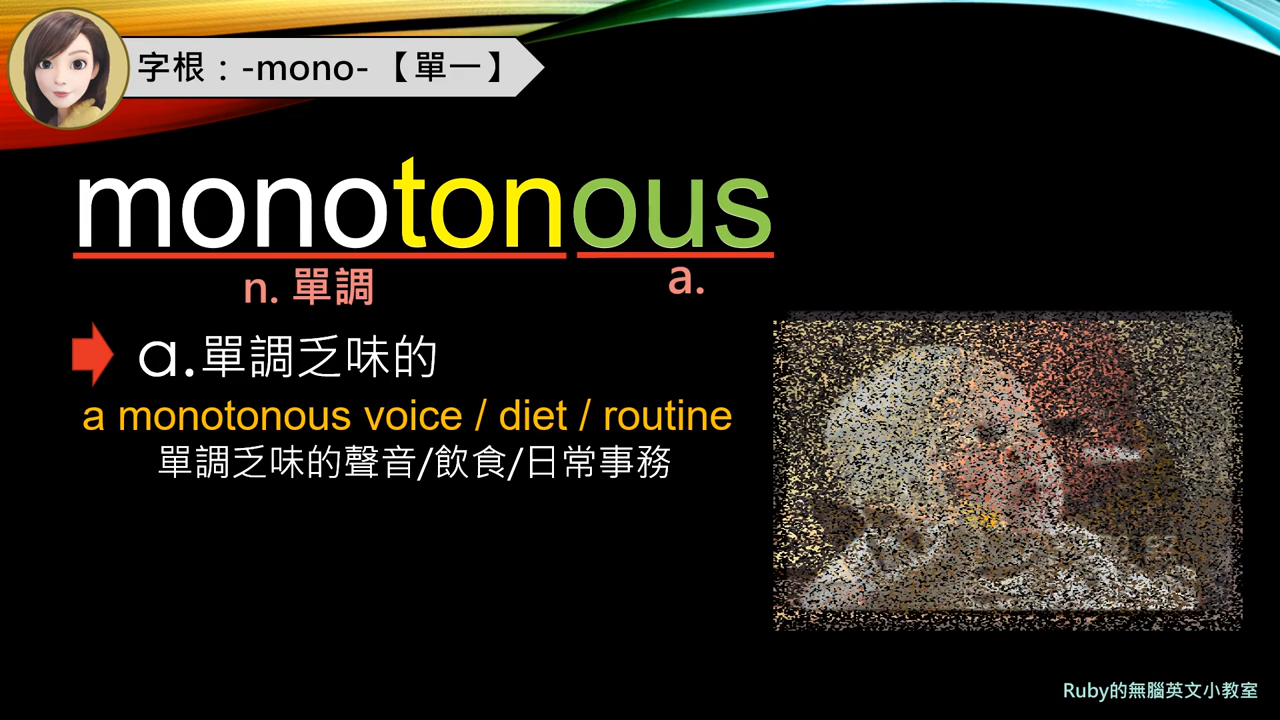 字根：-mono- 【單一】
monotonous
n. 單調
a.
a.單調乏味的
a monotonous voice / diet / routine
單調乏味的聲音/飲食/日常事務
Ruby的無腦英文小教室